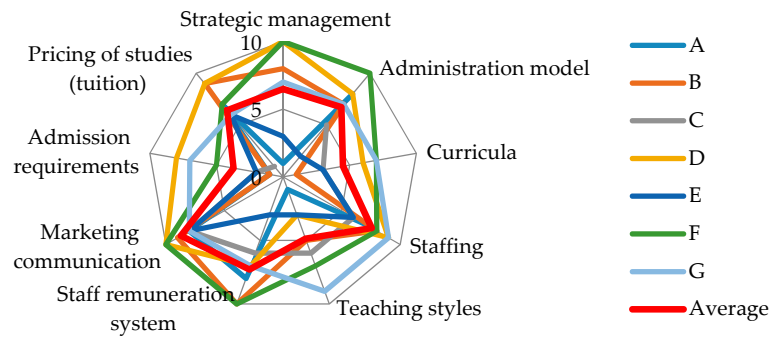 Strategic management
10
Pricing of studies
(tuition)
Administration model
5
Admission
requirements
Curricula
0
Marketing
communication
Staffing
Staff remuneration
system
Teaching styles
A
B
C
D
E
F
G
Average